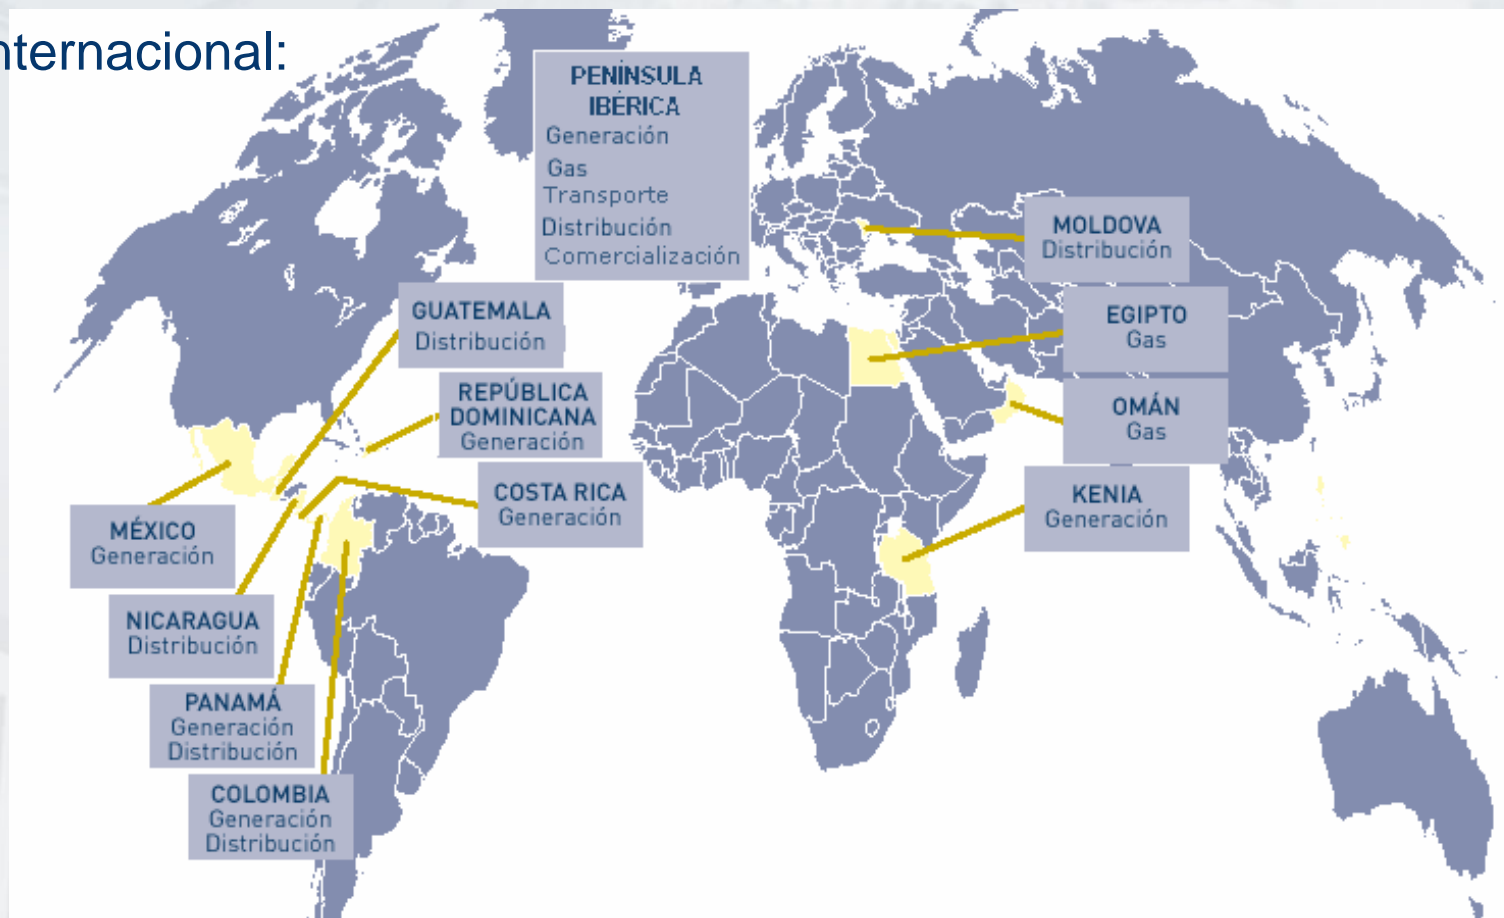 nternacional:
PENÍNSULA
IBÉRICA
Generación
Gas
Transporte
Distribución
Comercialización
MOLDOVA
Distribución
GUATEMALA
Distribución
EGIPTO
Gas
REPÚBLICA
DOMINICANA
Generación
OMÁN
Gas
COSTA RICA
Generación
KENIA
Generación
MÉXICO
Generación
NICARAGUA
Distribución
PANAMÁ
Generación
Distribución
COLOMBIA
Generación
Distribución